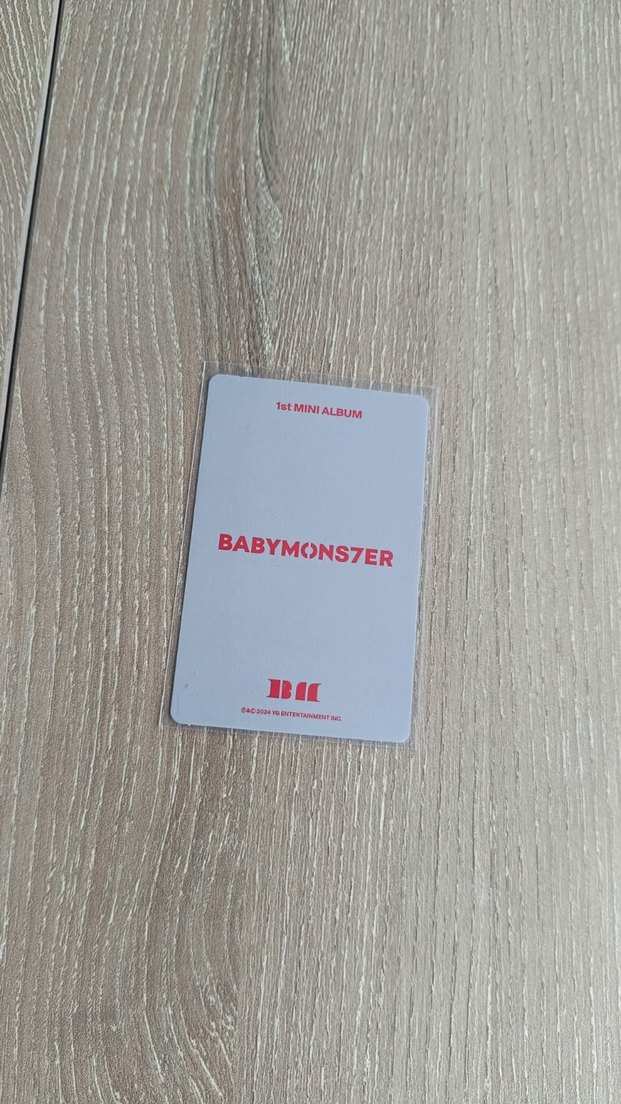 1st MINI ALBUM
BABYMONS7ER
BM
℗&© 2024 YG ENTERTAINMENT INC.